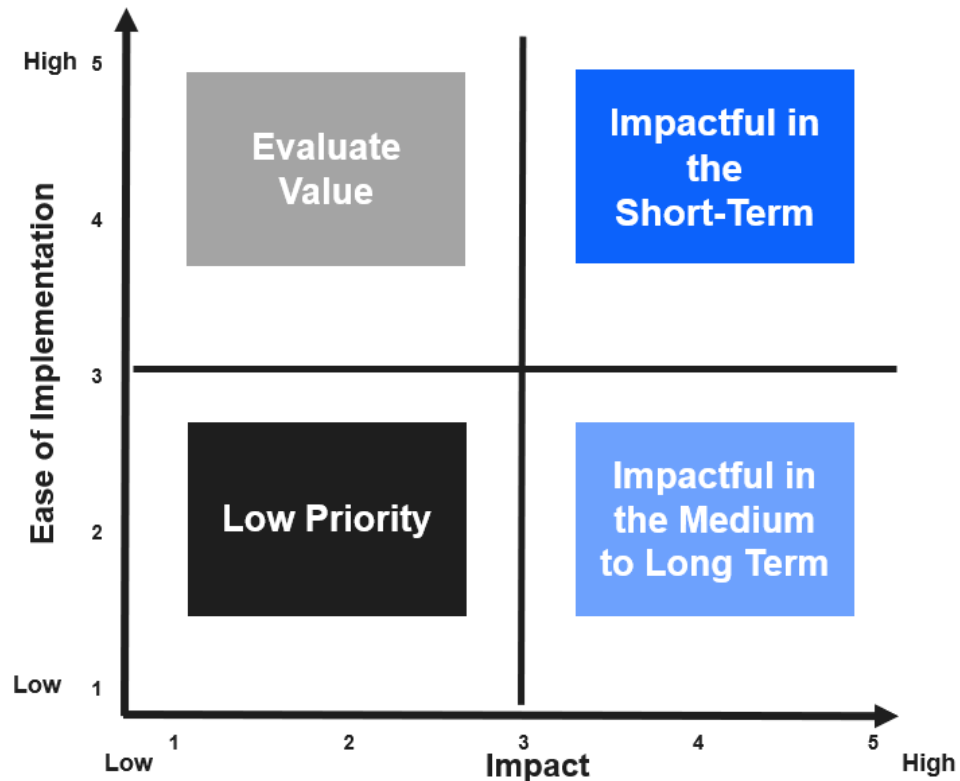 High 5
Evaluate
Value
Impactful in
the
Short-Term
4
Ease of Implementation
3
Low Priority
Impactful in
the Medium
to Long Term
2
Low 1
1 2 3 4 5
Low Impact High